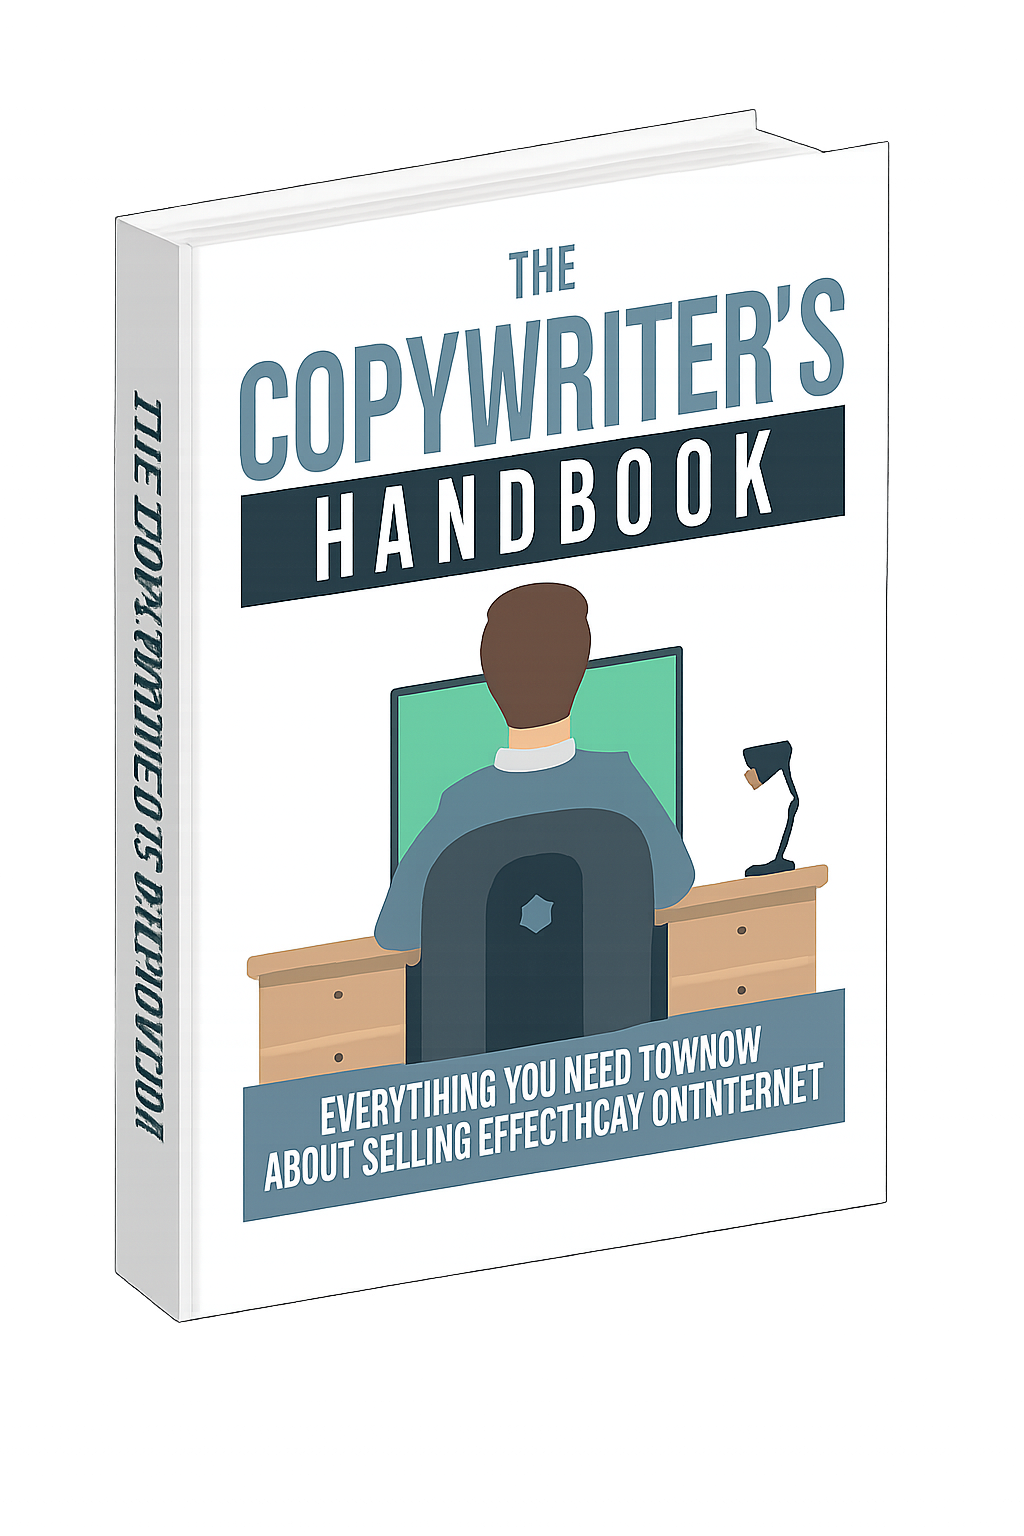 THE
COPYWRITER'S
HANDBOOK
EVERYTIHING YOU NEED TOWNOW
ABOUT SELLING EFFECTHCAY ONTNTERNET